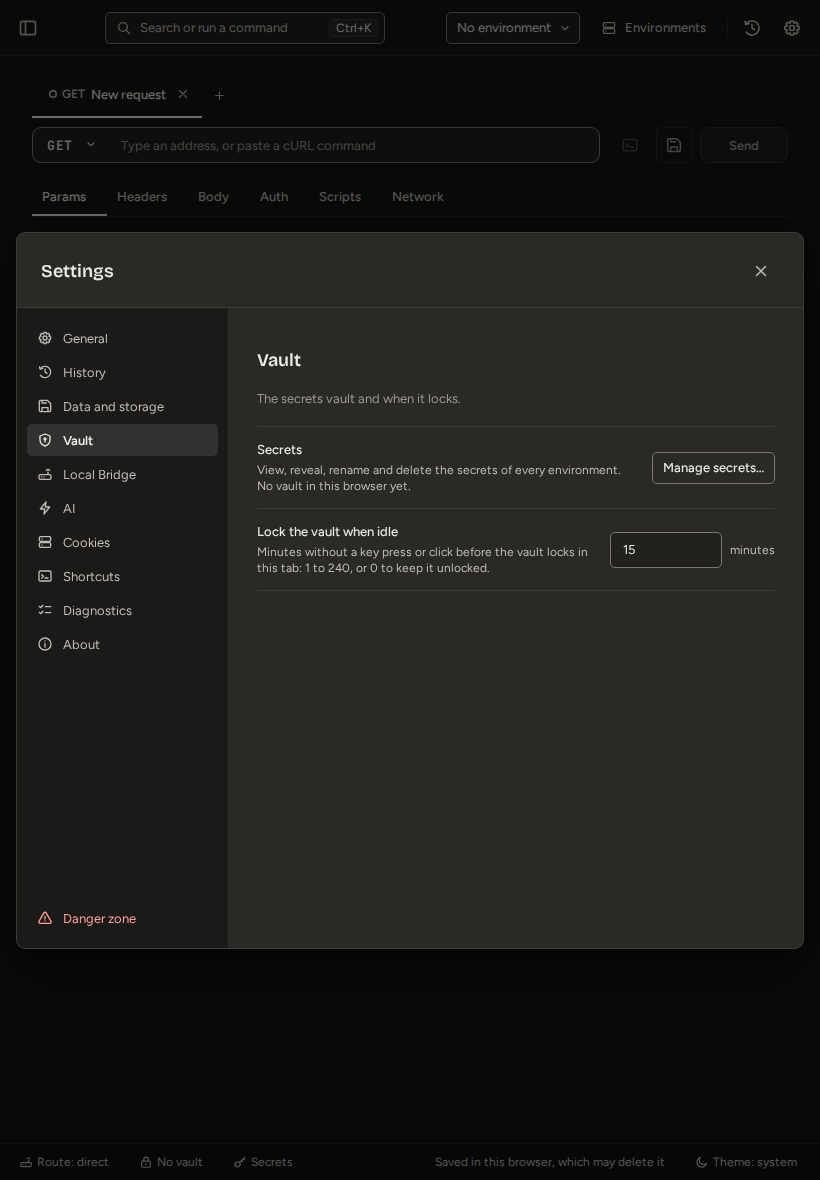 Search or run a command Ctrl+K No environment Environments
GET New request
GET Type an address, or paste a cURL command Send
Params Headers Body Auth Scripts Network
Settings
General
History
Data and storage
Vault
Local Bridge
AI
Cookies
Shortcuts
Diagnostics
About
Danger zone
Vault
The secrets vault and when it locks.
Secrets
View, reveal, rename and delete the secrets of every environment.
No vault in this browser yet.
Manage secrets...
Lock the vault when idle
Minutes without a key press or click before the vault locks in
this tab: 1 to 240, or 0 to keep it unlocked.
15 minutes
Route: direct No vault Secrets Saved in this browser, which may delete it Theme: system